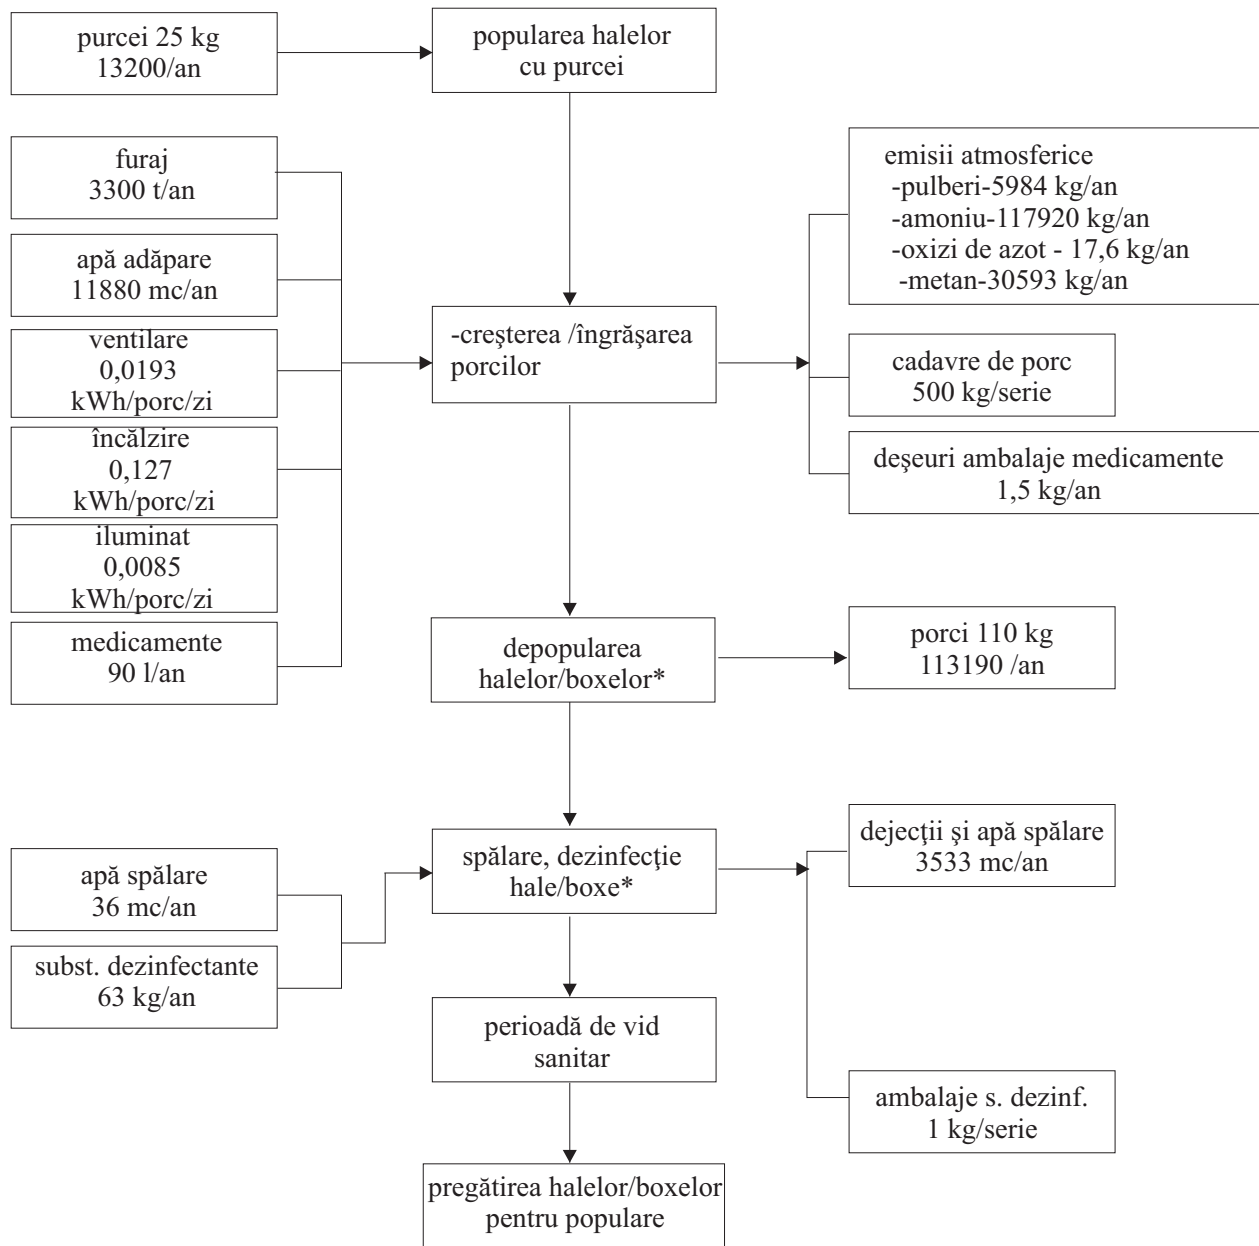 purcei 25 kg
13200/an
popularea halelor
cu purcei
furaj
3300 t/an
apă adăpare
11880 mc/an
ventilare
0,0193
kWh/porc/zi
încălzire
0,127
kWh/porc/zi
iluminat
0,0085
kWh/porc/zi
medicamente
90 l/an
-creşterea /îngrăşarea
porcilor
emisii atmosferice
-pulberi-5984 kg/an
-amoniu-117920 kg/an
-oxizi de azot - 17,6 kg/an
-metan-30593 kg/an
cadavre de porc
500 kg/serie
deşeuri ambalaje medicamente
1,5 kg/an
depopularea
halelor/boxelor*
porci 110 kg
113190 /an
apă spălare
36 mc/an
subst. dezinfectante
63 kg/an
spălare, dezinfecţie
hale/boxe*
dejecţii şi apă spălare
3533 mc/an
perioadă de vid
sanitar
ambalaje s. dezinf.
1 kg/serie
pregătirea halelor/boxelor
pentru populare